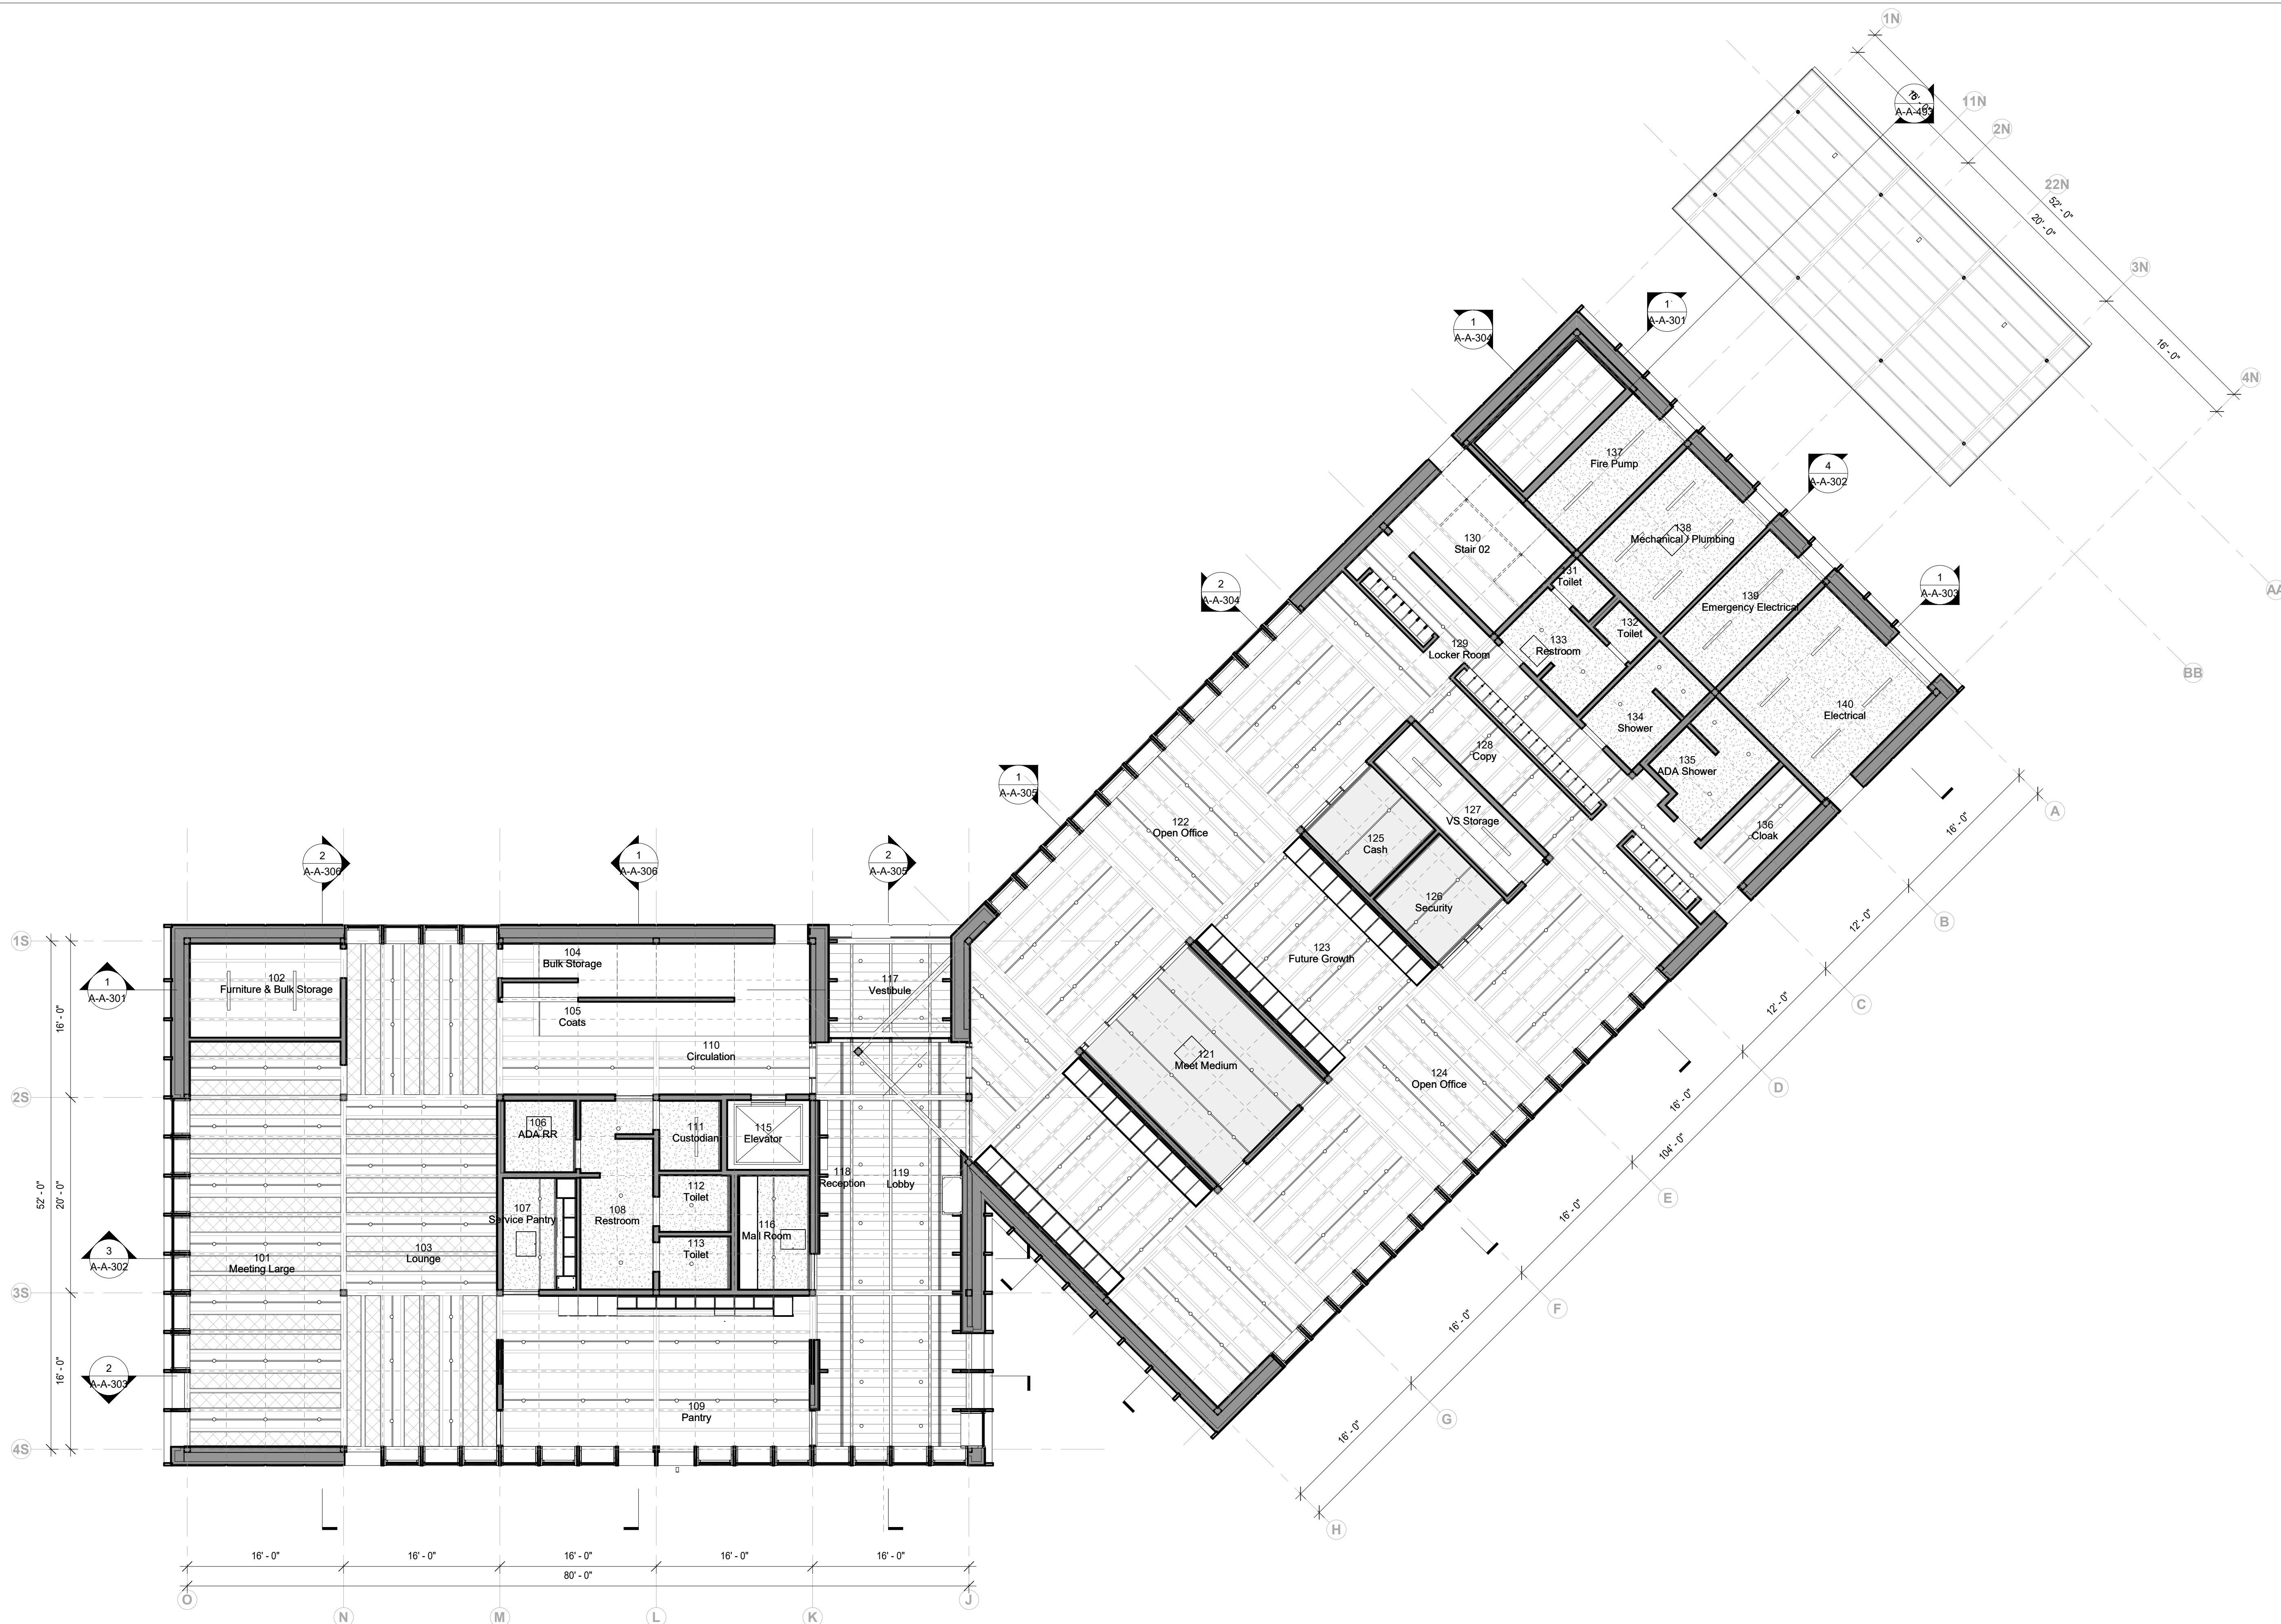 1N
18' - 0"
A-A-493
11N
2N
22N
52' - 0"
20' - 0"
3N
16' - 0"
4N
AA
BB
1
A-A-304
1
A-A-301
4
A-A-302
1
A-A-303
2
A-A-304
1
A-A-305
137
Fire Pump
138
Mechanical / Plumbing
130
Stair 02
131
Toilet
139
Emergency Electrical
132
Toilet
133
Restroom
129
Locker Room
140
Electrical
134
Shower
128
Copy
135
ADA Shower
127
VS Storage
122
Open Office
125
Cash
136
Cloak
126
Security
123
Future Growth
121
Meet Medium
124
Open Office
16' - 0"
A
12' - 0"
B
C
12' - 0"
D
16' - 0"
104' - 0"
E
16' - 0"
F
16' - 0"
G
16' - 0"
H
2
A-A-306
1
A-A-306
2
A-A-305
1S
1
A-A-301
102
Furniture & Bulk Storage
104
Bulk Storage
105
Coats
117
Vestibule
16' - 0"
110
Circulation
2S
106
ADA RR
111
Custodian
115
Elevator
118
Reception
119
Lobby
112
Toilet
52' - 0"
20' - 0"
107
Service Pantry
108
Restroom
116
Mail Room
113
Toilet
3
A-A-302
101
Meeting Large
103
Lounge
3S
2
A-A-303
16' - 0"
109
Pantry
4S
16' - 0"
16' - 0"
16' - 0"
16' - 0"
16' - 0"
80' - 0"
O
N
M
L
K
J